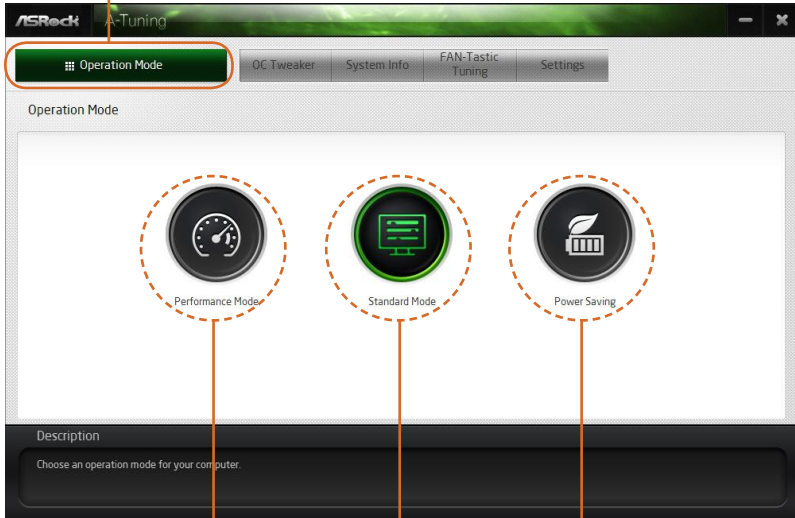 ASRock A-Tuning
Operation Mode OC Tweaker System Info FAN-Tastic
Tuning Settings
Operation Mode
Performance Mode Standard Mode Power Saving
Description
Choose an operation mode for your computer.